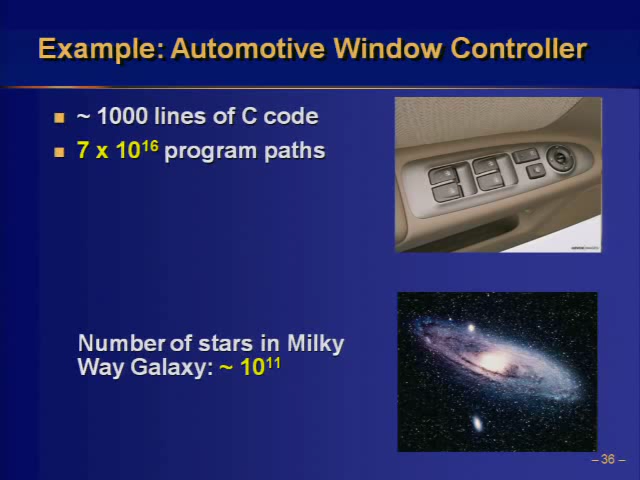 Example: Automotive Window Controller
~ 1000 lines of C code
7 x 10¹⁶ program paths
Number of stars in Milky
Way Galaxy: ~ 10¹¹
– 36 –